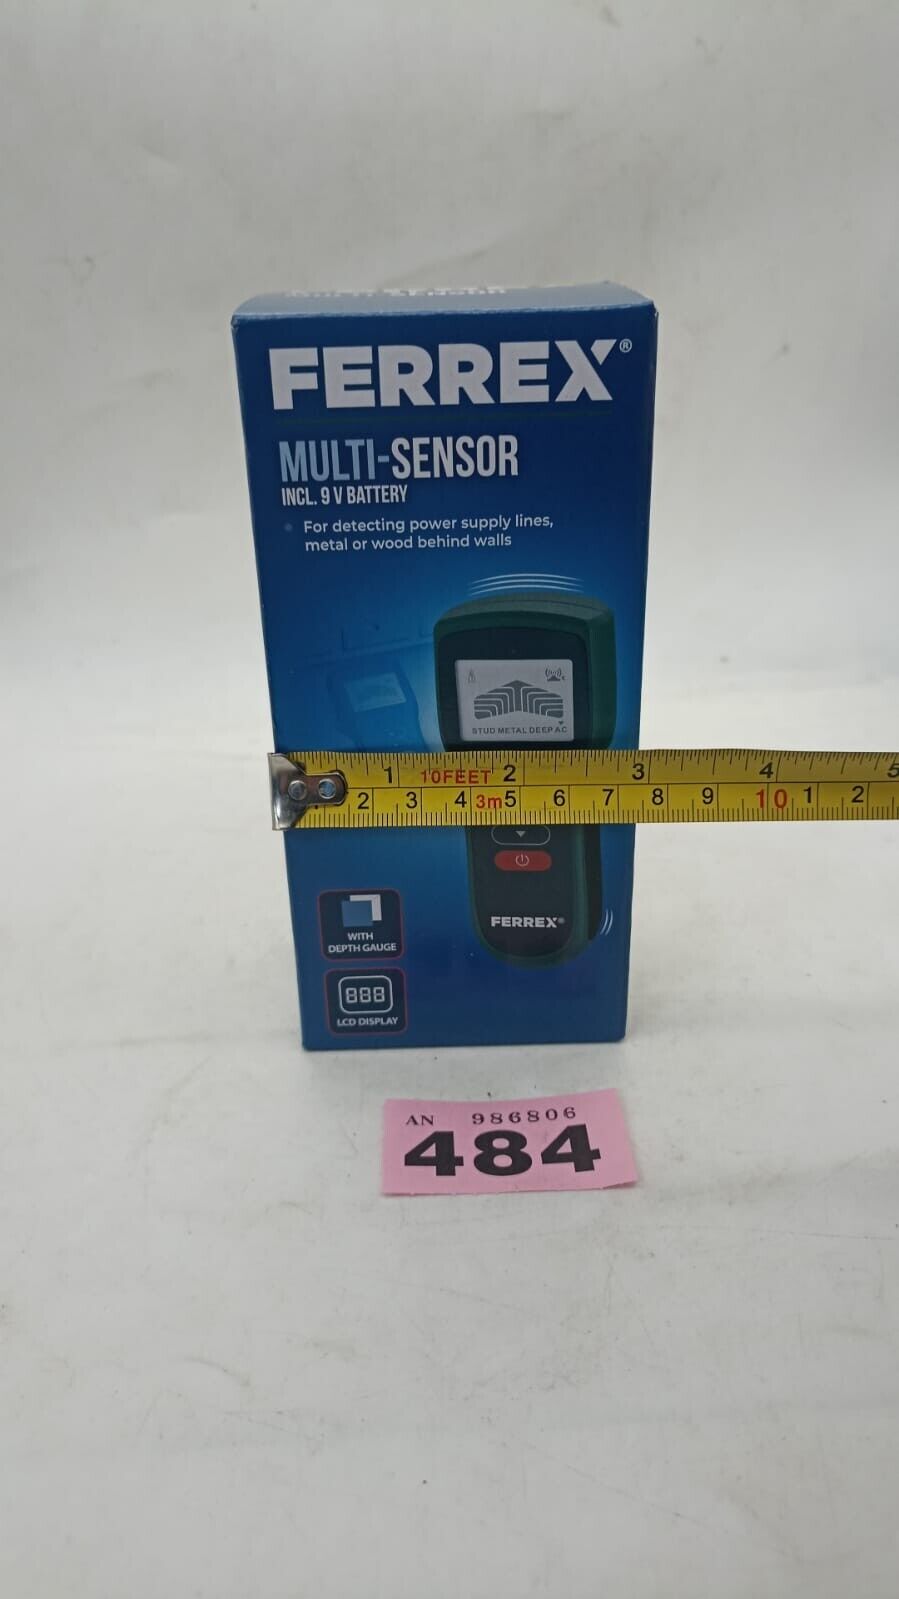 FERREX®
MULTI-SENSOR
INCL. 9 V BATTERY
For detecting power supply lines,
metal or wood behind walls
STUD METAL DEEP AC
1 10FEET 2 3 4 5
2 3 4 3m 5 6 7 8 9 10 1 2
FERREX®
WITH
DEPTH GAUGE
888
LCD DISPLAY
AN 986806
484